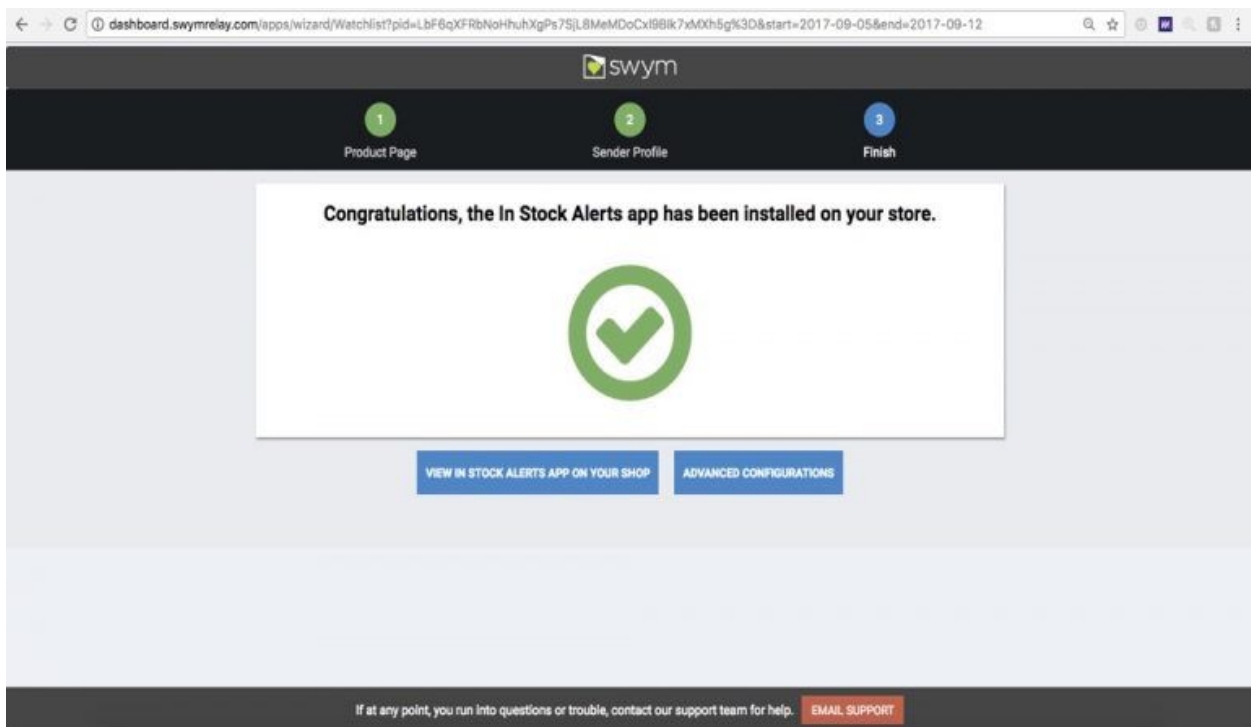 dashboard.swymrelay.com/apps/wizard/Watchlist?pid=LbF6qXFRbNoHhuhXgPs7SjL8MeMDoCxI9BIk7xMXh5g%3D&start=2017-09-05&end=2017-09-12
swym
1 2 3
Product Page Sender Profile Finish
Congratulations, the In Stock Alerts app has been installed on your store.
VIEW IN STOCK ALERTS APP ON YOUR SHOP ADVANCED CONFIGURATIONS
If at any point, you run into questions or trouble, contact our support team for help. EMAIL SUPPORT